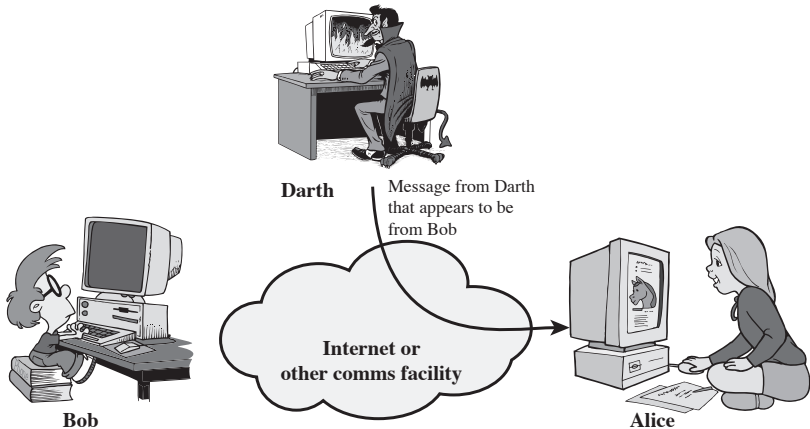 Darth
Message from Darth
that appears to be
from Bob
Internet or
other comms facility
Bob
Alice